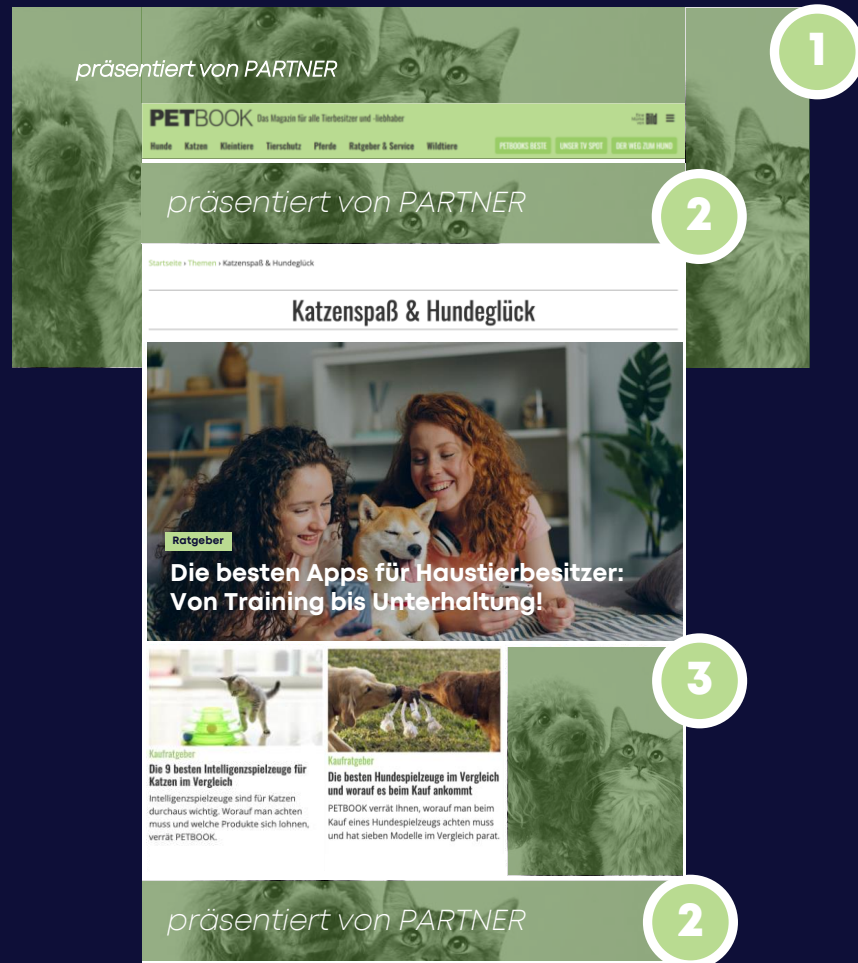 1
präsentiert von PARTNER
PETBOOK Das Magazin für alle Tierbesitzer und -liebhaber
Hunde Katzen Kleintiere Tierschutz Pferde Ratgeber & Service Wildtiere PETBOOKS BESTE UNSER TV SPOT DER WEG ZUM HUND
präsentiert von PARTNER
2
Startseite › Themen › Katzenspaß & Hundeglück
Katzenspaß & Hundeglück
Ratgeber
Die besten Apps für Haustierbesitzer:
Von Training bis Unterhaltung!
3
Kaufratgeber
Die 9 besten Intelligenzspielzeuge für
Katzen im Vergleich
Intelligenzspielzeuge sind für Katzen
durchaus wichtig. Worauf man achten
muss und welche Produkte sich lohnen,
verrät PETBOOK.
Kaufratgeber
Die besten Hundespielzeuge im Vergleich
und worauf es beim Kauf ankommt
PETBOOK verrät Ihnen, worauf man beim
Kauf eines Hundespielzeugs achten muss
und hat sieben Modelle im Vergleich parat.
präsentiert von PARTNER
2